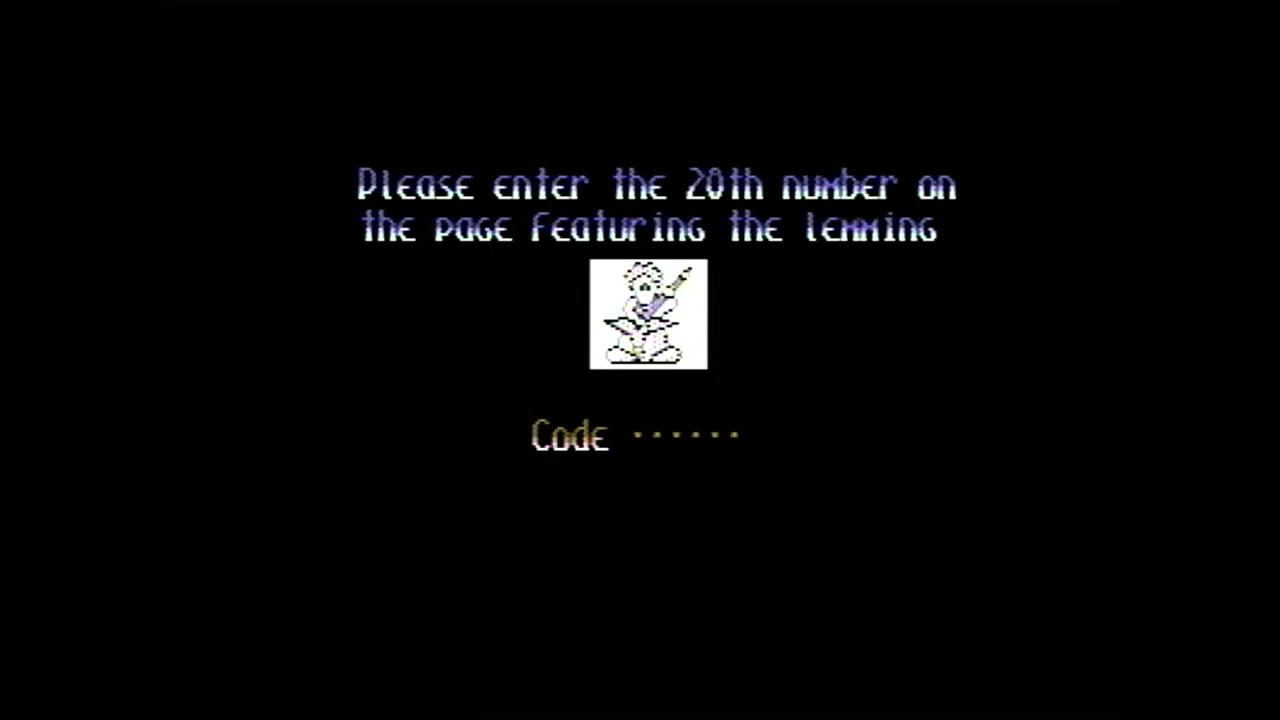 Please enter the 20th number on
the page featuring the lemming
Code ······